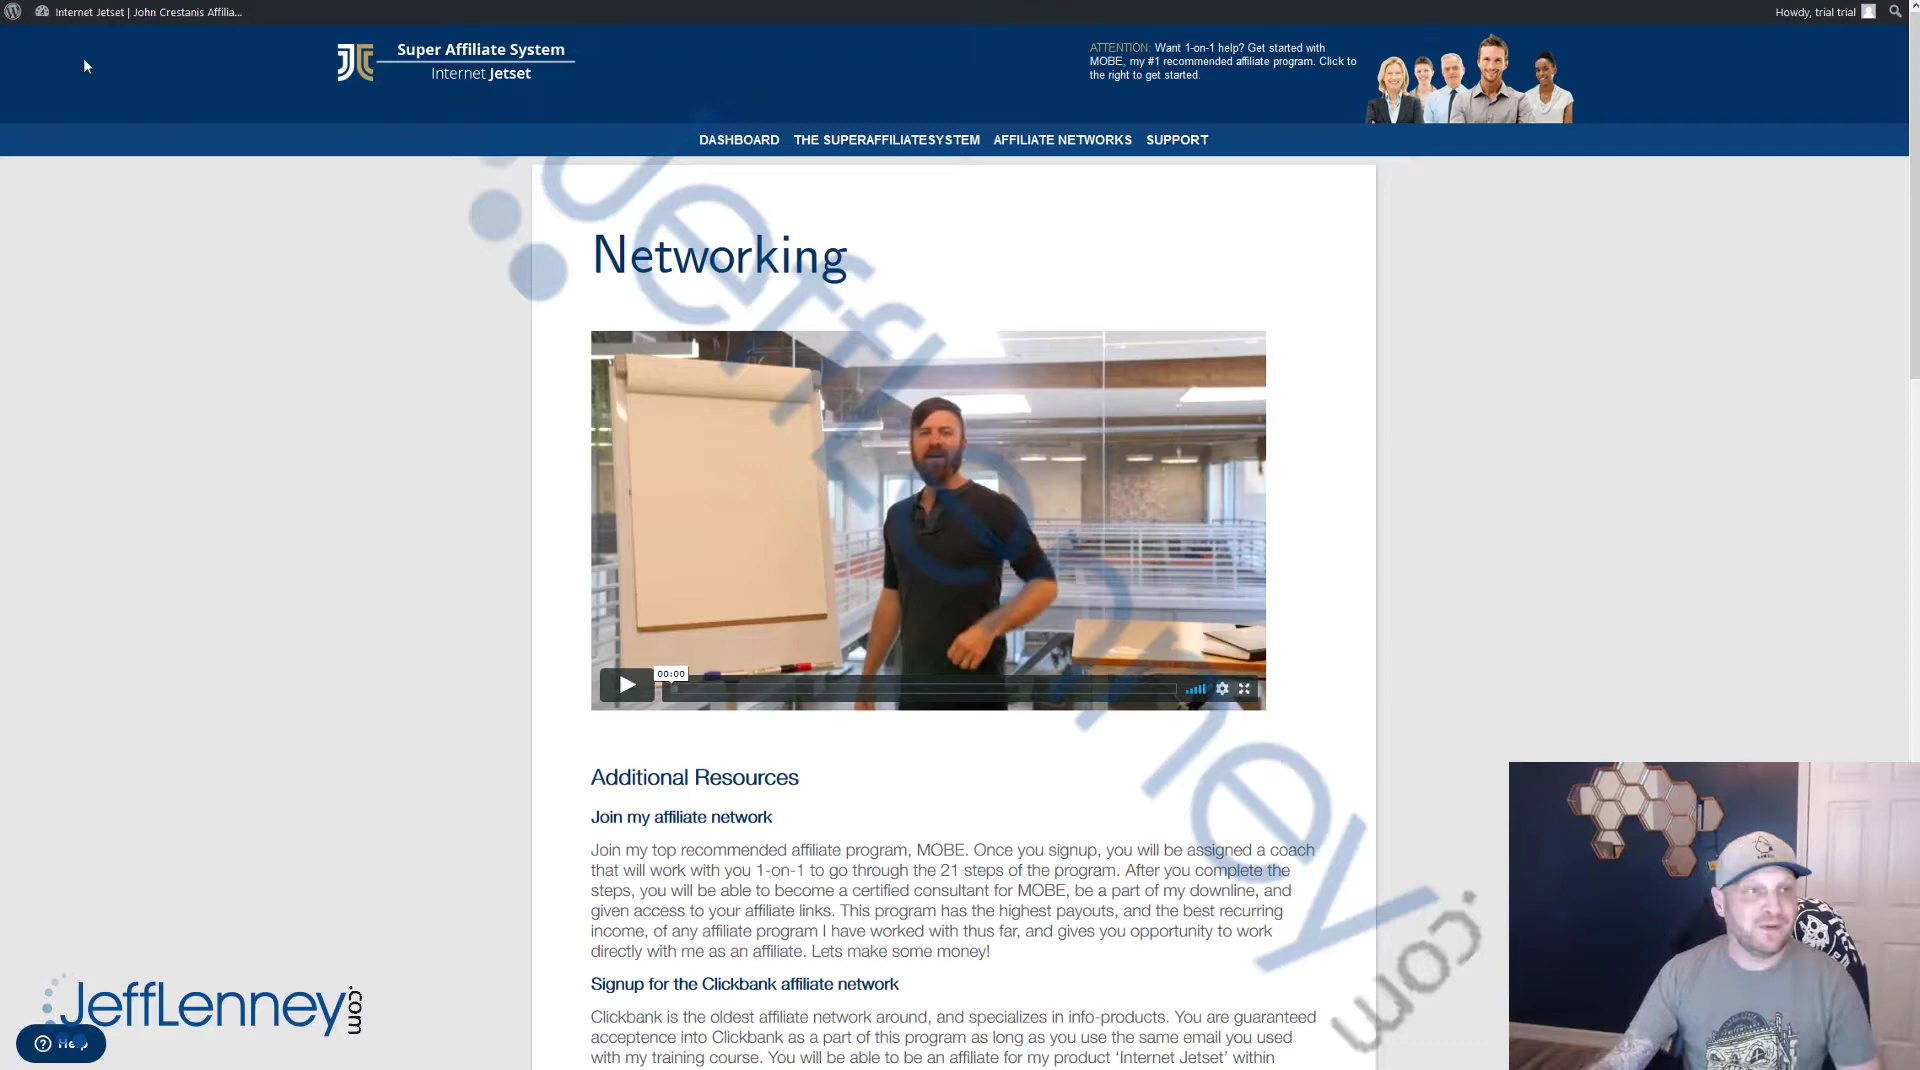 Internet Jetset | John Crestanis Affilia...
Howdy, trial trial
Super Affiliate System
Internet Jetset
ATTENTION: Want 1-on-1 help? Get started with
MOBE, my #1 recommended affiliate program. Click to
the right to get started.
DASHBOARD THE SUPERAFFILIATESYSTEM AFFILIATE NETWORKS SUPPORT
Networking
00:00
Additional Resources
Join my affiliate network
Join my top recommended affiliate program, MOBE. Once you signup, you will be assigned a coach
that will work with you 1-on-1 to go through the 21 steps of the program. After you complete the
steps, you will be able to become a certified consultant for MOBE, be a part of my downline, and
given access to your affiliate links. This program has the highest payouts, and the best recurring
income, of any affiliate program I have worked with thus far, and gives you opportunity to work
directly with me as an affiliate. Lets make some money!
Signup for the Clickbank affiliate network
Clickbank is the oldest affiliate network around, and specializes in info-products. You are guaranteed
acceptance into Clickbank as a part of this program as long as you use the same email you used
with my training course. You will be able to be an affiliate for my product ‘Internet Jetset’ within
JeffLenney.com
JeffLenney.com
Help